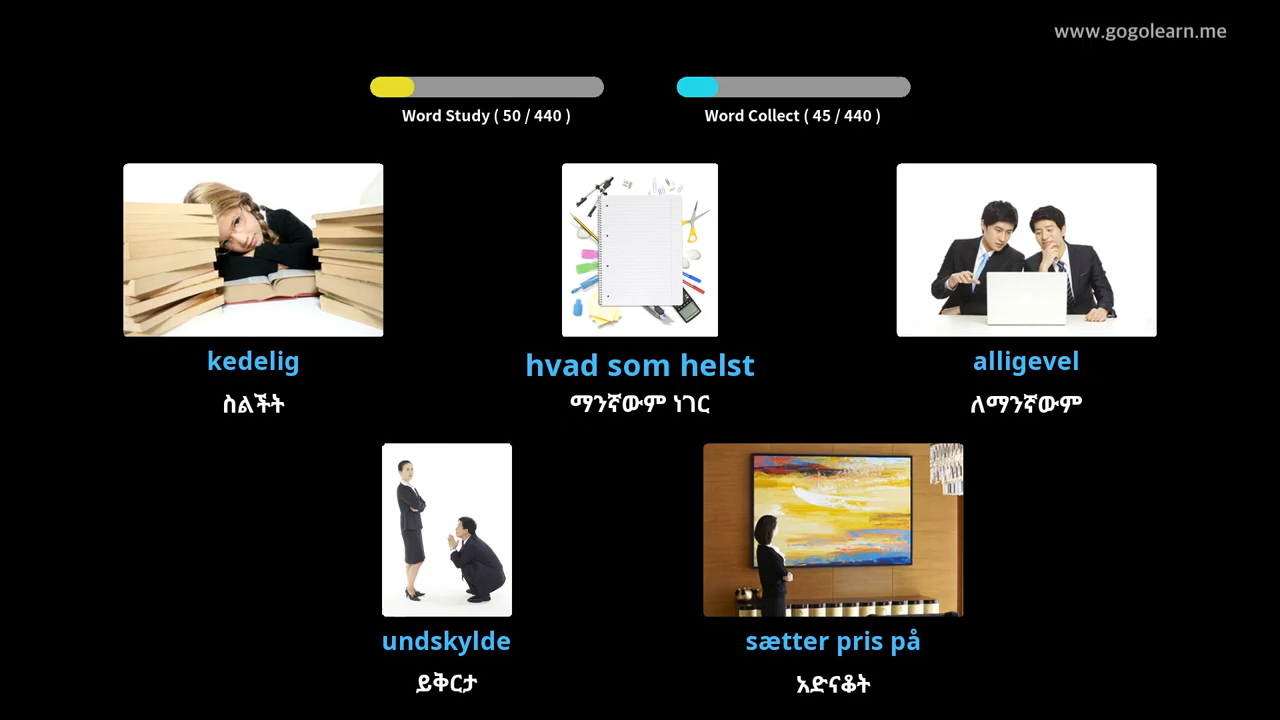 www.gogolearn.me
Word Study ( 50 / 440 )
Word Collect ( 45 / 440 )
kedelig
ስልችት
hvad som helst
ማንኛውም ነገር
alligevel
ለማንኛውም
undskylde
ይቅርታ
sætter pris på
አድናቆት